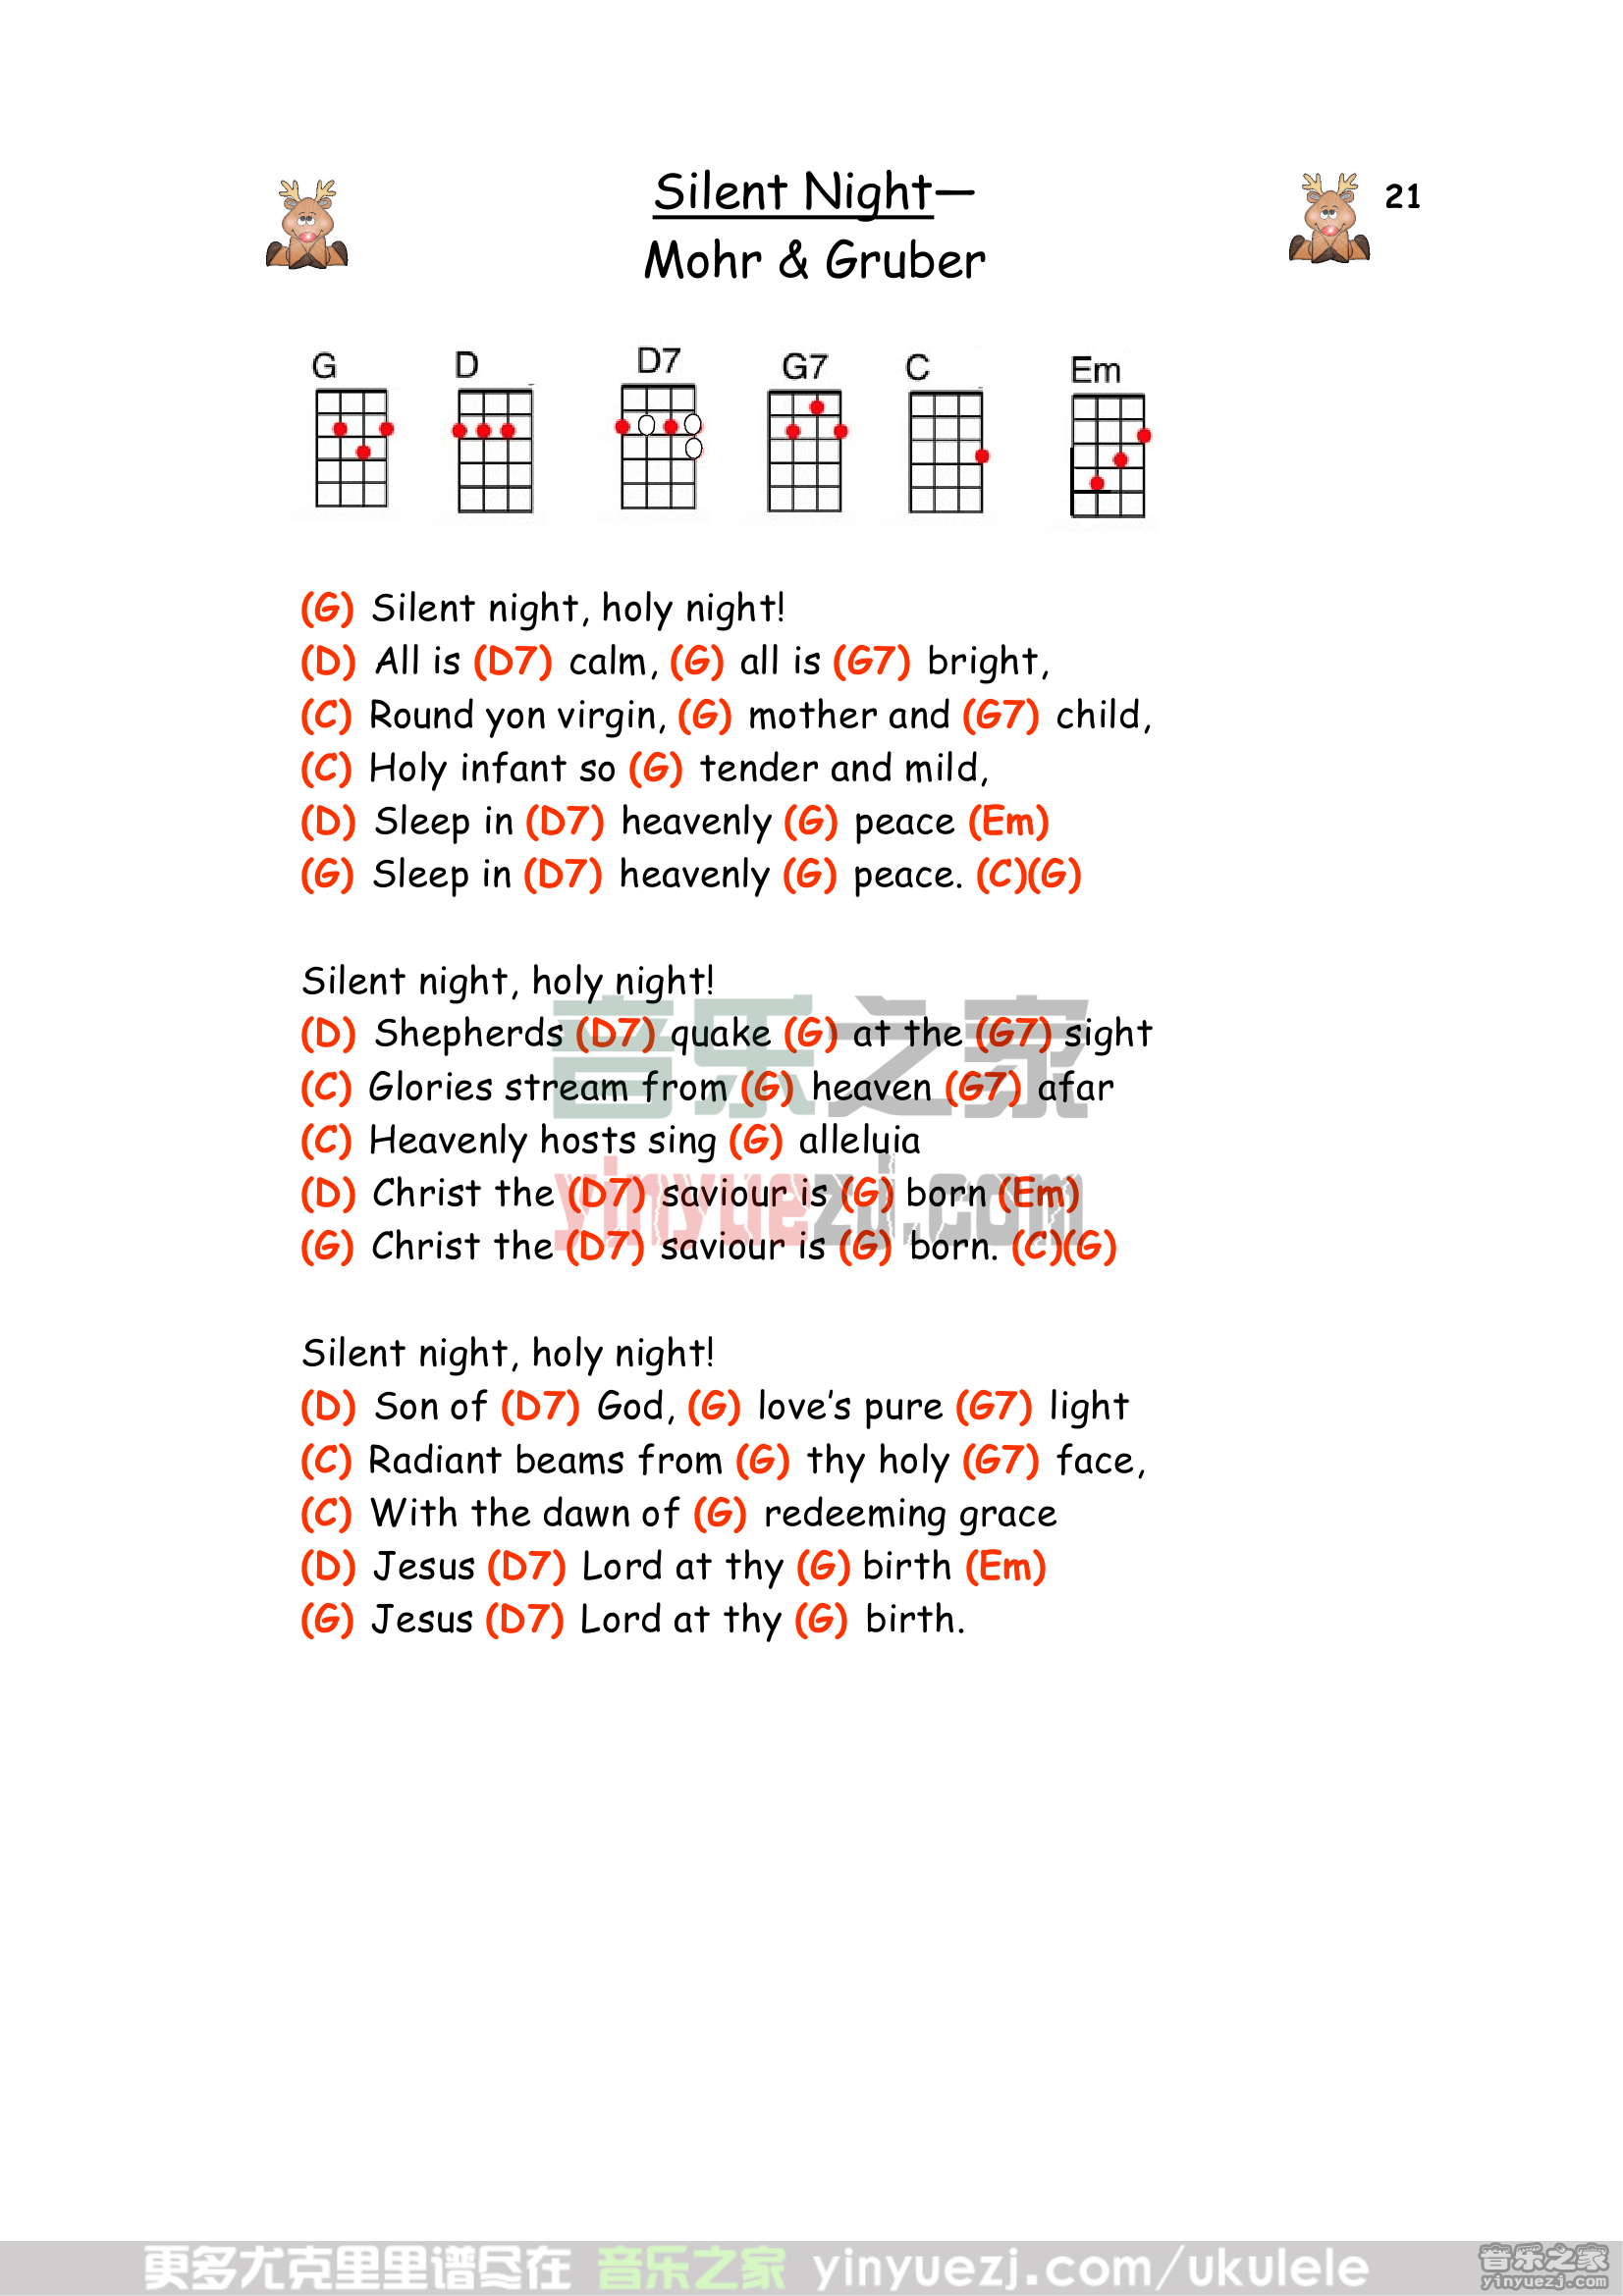 Silent Night—
21
Mohr & Gruber
G D D7 G7 C Em
(G) Silent night, holy night!
(D) All is (D7) calm, (G) all is (G7) bright,
(C) Round yon virgin, (G) mother and (G7) child,
(C) Holy infant so (G) tender and mild,
(D) Sleep in (D7) heavenly (G) peace (Em)
(G) Sleep in (D7) heavenly (G) peace. (C)(G)
Silent night, holy night!
(D) Shepherds (D7) quake (G) at the (G7) sight
(C) Glories stream from (G) heaven (G7) afar
(C) Heavenly hosts sing (G) alleluia
(D) Christ the (D7) saviour is (G) born (Em)
(G) Christ the (D7) saviour is (G) born. (C)(G)
音乐之家
yinyuezj.com
Silent night, holy night!
(D) Son of (D7) God, (G) love's pure (G7) light
(C) Radiant beams from (G) thy holy (G7) face,
(C) With the dawn of (G) redeeming grace
(D) Jesus (D7) Lord at thy (G) birth (Em)
(G) Jesus (D7) Lord at thy (G) birth.
更多尤克里里谱尽在 音乐之家 yinyuezj.com/ukulele
音乐之家
yinyuezj.com